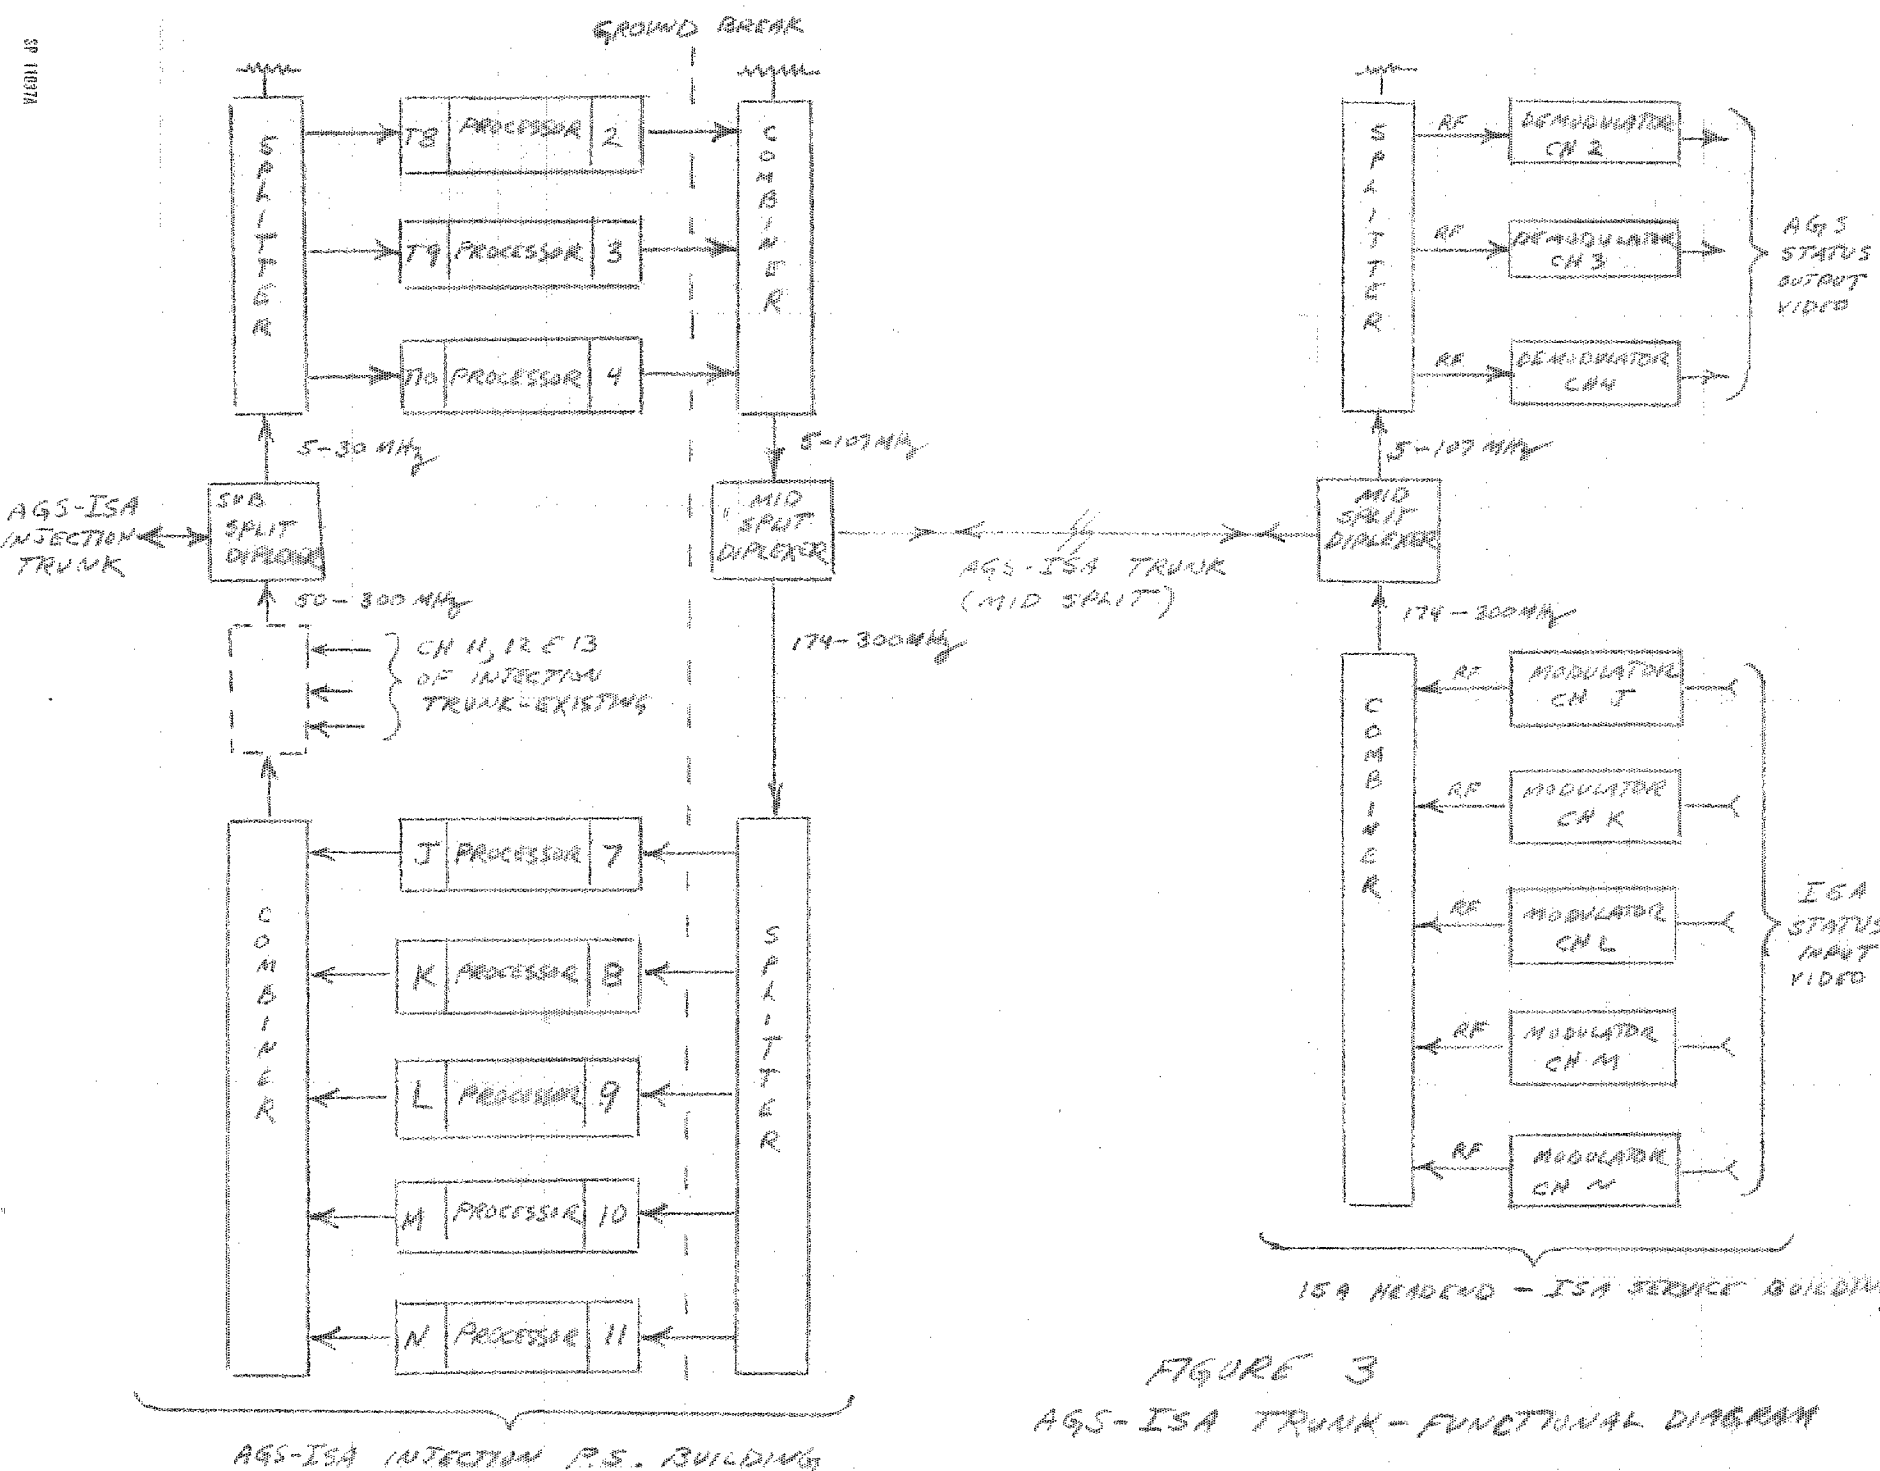 SP 11037A
GROUND BREAK
SPLITTER
T8 PROCESSOR 2
T9 PROCESSOR 3
T10 PROCESSOR 4
COMBINER
5-30 MHz
5-107 MHz
AGS-ISA
INJECTION
TRUNK
SUB
SPLIT
DIPLEXER
MID
SPLIT
DIPLEXER
50-300 MHz
CH 11, 12 & 13
OF INJECTION
TRUNK-EXISTING
174-300 MHz
AGS-ISA TRUNK
(MID SPLIT)
COMBINER
J PROCESSOR 7
K PROCESSOR 8
L PROCESSOR 9
M PROCESSOR 10
N PROCESSOR 11
SPLITTER
AGS-ISA INJECTION P.S. BUILDING
SPLITTER
RF
DEMODULATOR
CH 2
RF
DEMODULATOR
CH 3
RF
DEMODULATOR
CH 4
AGS
STATUS
OUTPUT
VIDEO
5-107 MHz
MID
SPLIT
DIPLEXER
174-300 MHz
COMBINER
RF
MODULATOR
CH J
RF
MODULATOR
CH K
RF
MODULATOR
CH L
RF
MODULATOR
CH M
RF
MODULATOR
CH N
ISA
STATUS
INPUT
VIDEO
ISA HEADEND - ISA SERVICE
FIGURE 3
AGS-ISA TRUNK-FUNCTIONAL DIAGRAM